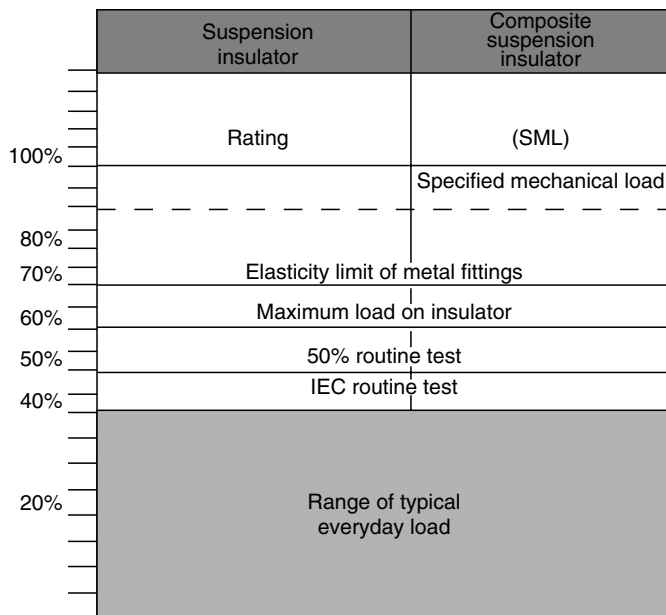 Suspension
insulator
Composite
suspension
insulator
Rating
(SML)
100%
Specified mechanical load
80%
70%
Elasticity limit of metal fittings
60%
Maximum load on insulator
50%
50% routine test
40%
IEC routine test
20%
Range of typical
everyday load